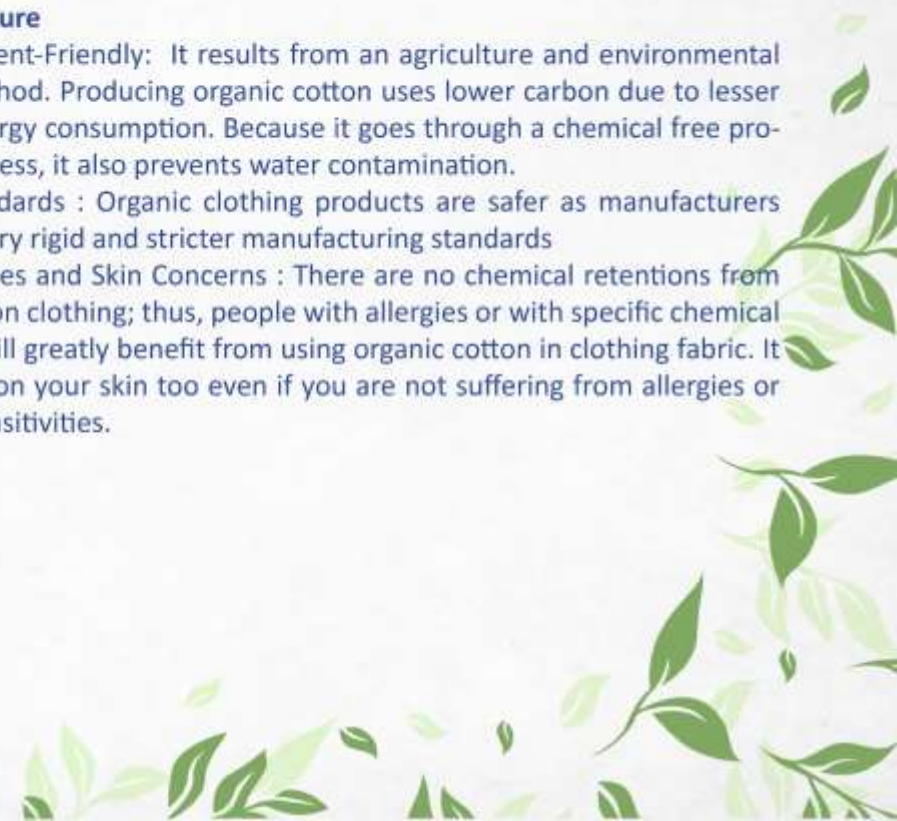 ure
ent-Friendly: It results from an agriculture and environmental
hod. Producing organic cotton uses lower carbon due to lesser
rgy consumption. Because it goes through a chemical free pro-
ess, it also prevents water contamination.
dards : Organic clothing products are safer as manufacturers
ry rigid and stricter manufacturing standards
es and Skin Concerns : There are no chemical retentions from
on clothing; thus, people with allergies or with specific chemical
ill greatly benefit from using organic cotton in clothing fabric. It
on your skin too even if you are not suffering from allergies or
sitivities.